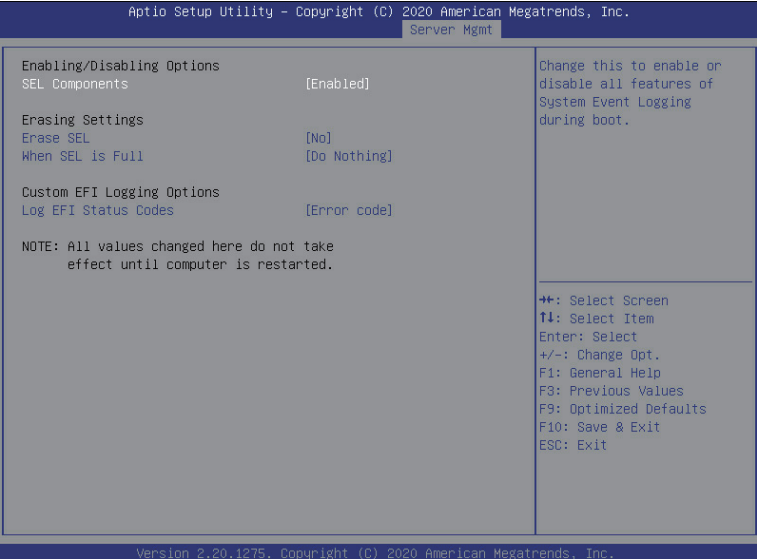 Aptio Setup Utility – Copyright (C) 2020 American Megatrends, Inc.
Server Mgmt
Enabling/Disabling Options
SEL Components [Enabled]
Erasing Settings
Erase SEL [No]
When SEL is Full [Do Nothing]
Custom EFI Logging Options
Log EFI Status Codes [Error code]
NOTE: All values changed here do not take
effect until computer is restarted.
Change this to enable or
disable all features of
System Event Logging
during boot.
→←: Select Screen
↑↓: Select Item
Enter: Select
+/-: Change Opt.
F1: General Help
F3: Previous Values
F9: Optimized Defaults
F10: Save & Exit
ESC: Exit
Version 2.20.1275. Copyright (C) 2020 American Megatrends, Inc.